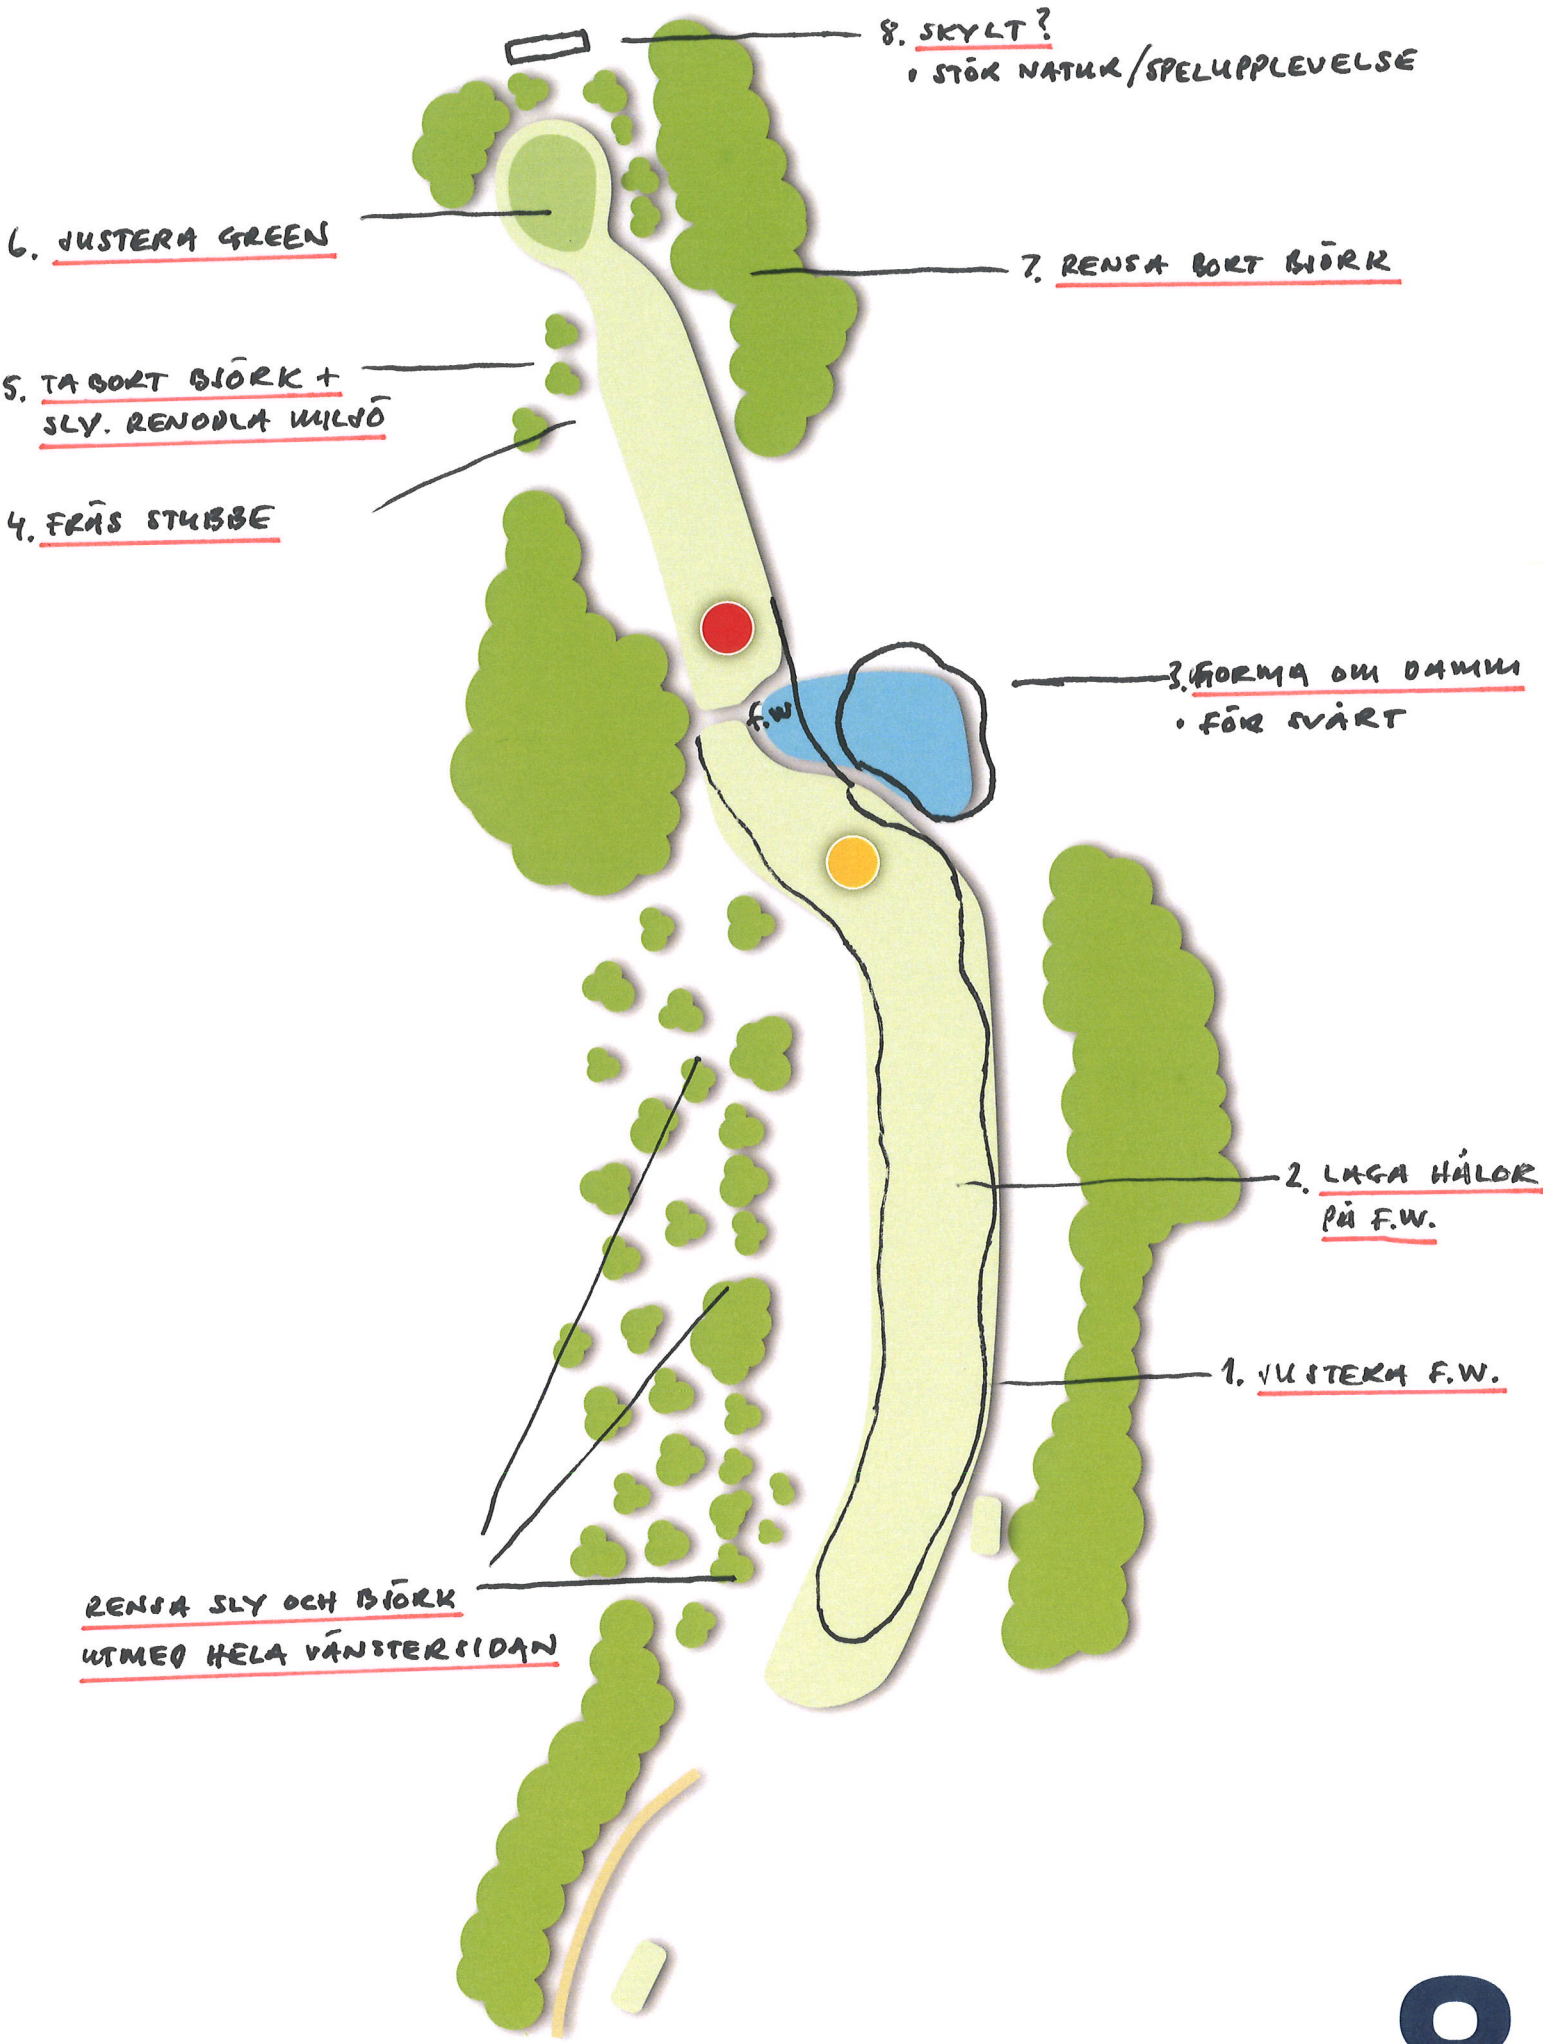 8. SKYLT?
• STÖR NATUR/SPELUPPLEVELSE
6. JUSTERA GREEN
7. RENSA BORT BJÖRK
5. TA BORT BJÖRK +
SLY. RENODLA MILJÖ
4. FRÄS STUBBE
3. FORMA OM DAMM
• FÖR SVÅRT
f.w
2. LAGA HÅLOR
PÅ F.W.
1. JUSTERA F.W.
RENSA SLY OCH BJÖRK
UTMED HELA VÄNSTERSIDAN